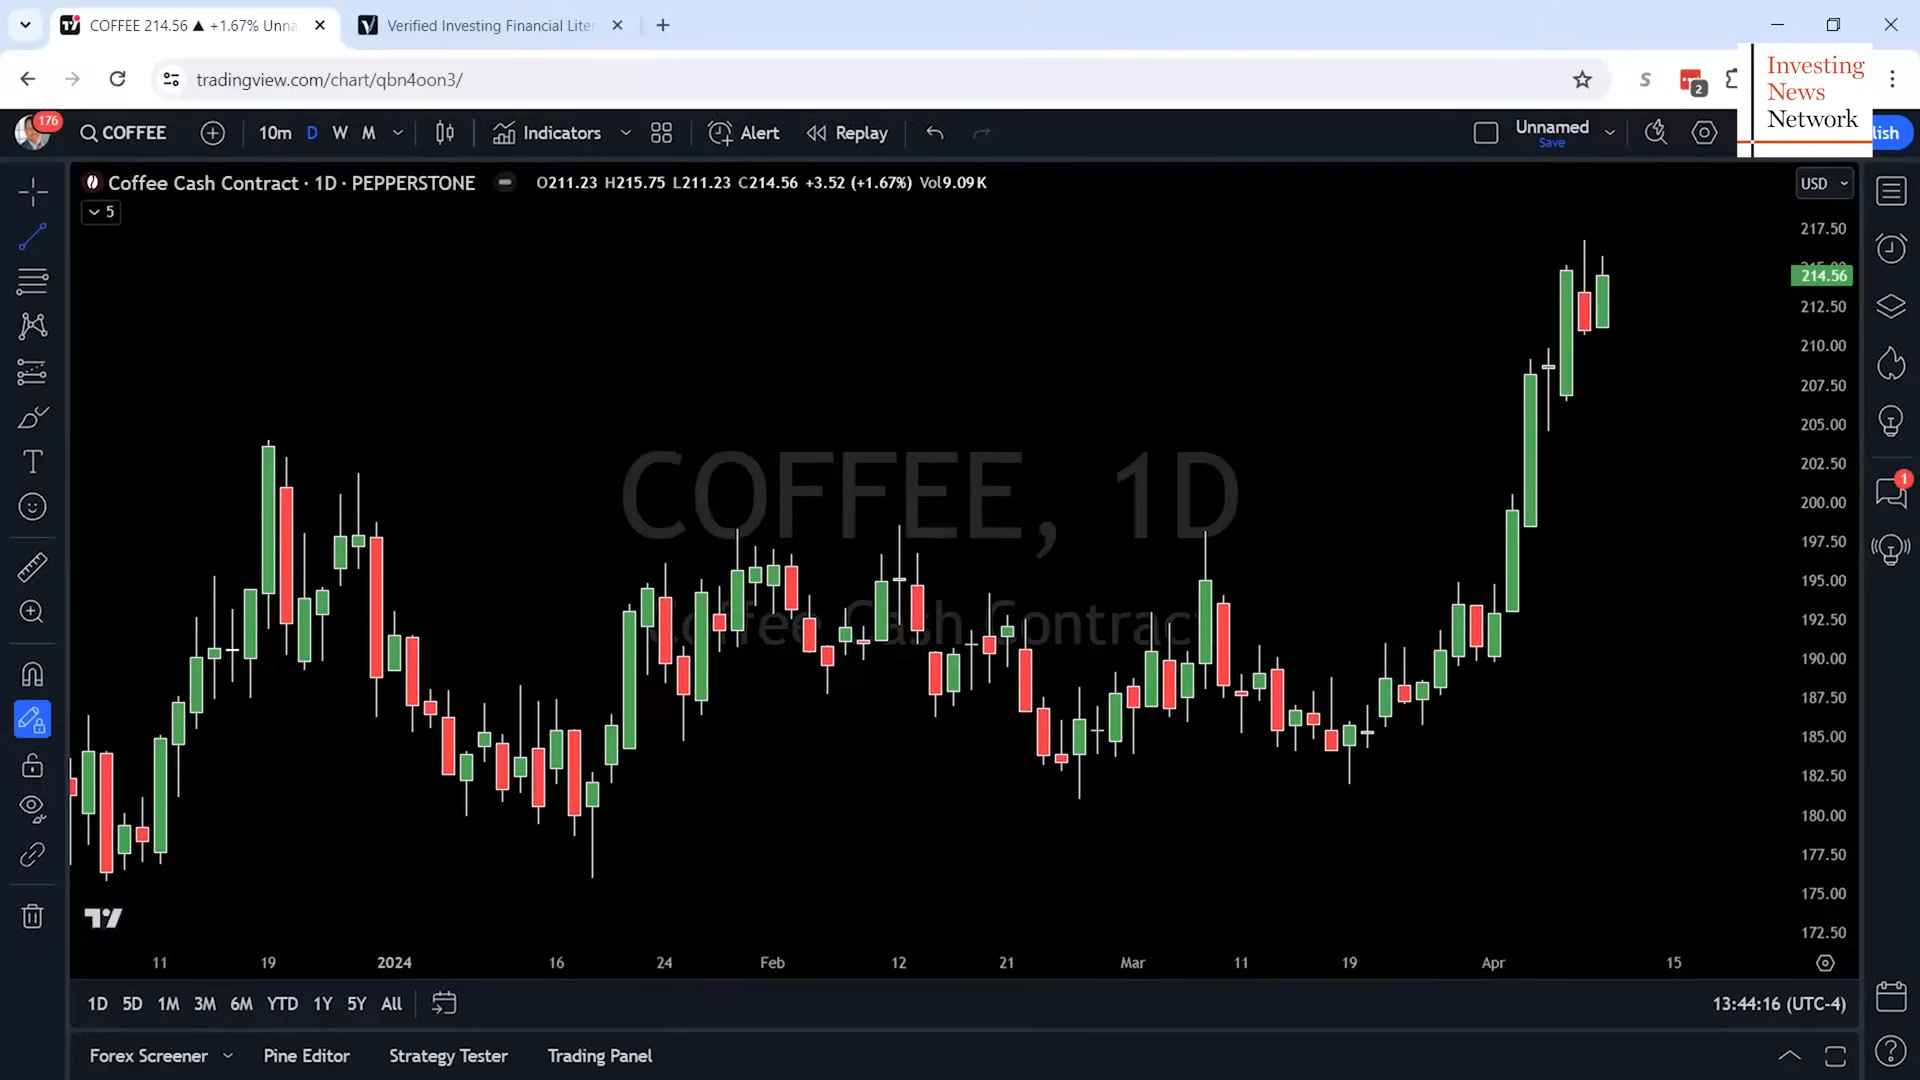 COFFEE 214.56 ▲ +1.67% Unna
Verified Investing Financial Lite
tradingview.com/chart/qbn4oon3/
S
2
Investing
News
Network
176
COFFEE
10m D W M
Indicators
Alert
Replay
Unnamed
Save
lish
Coffee Cash Contract · 1D · PEPPERSTONE
O211.23 H215.75 L211.23 C214.56 +3.52 (+1.67%) Vol9.09K
USD
5
217.50
214.56
212.50
210.00
207.50
205.00
202.50
200.00
197.50
195.00
192.50
190.00
187.50
185.00
182.50
180.00
177.50
175.00
172.50
COFFEE, 1D
Coffee Cash Contract
1
11 19 2024 16 24 Feb 12 21 Mar 11 19 Apr 15
1D 5D 1M 3M 6M YTD 1Y 5Y All
13:44:16 (UTC-4)
Forex Screener Pine Editor Strategy Tester Trading Panel